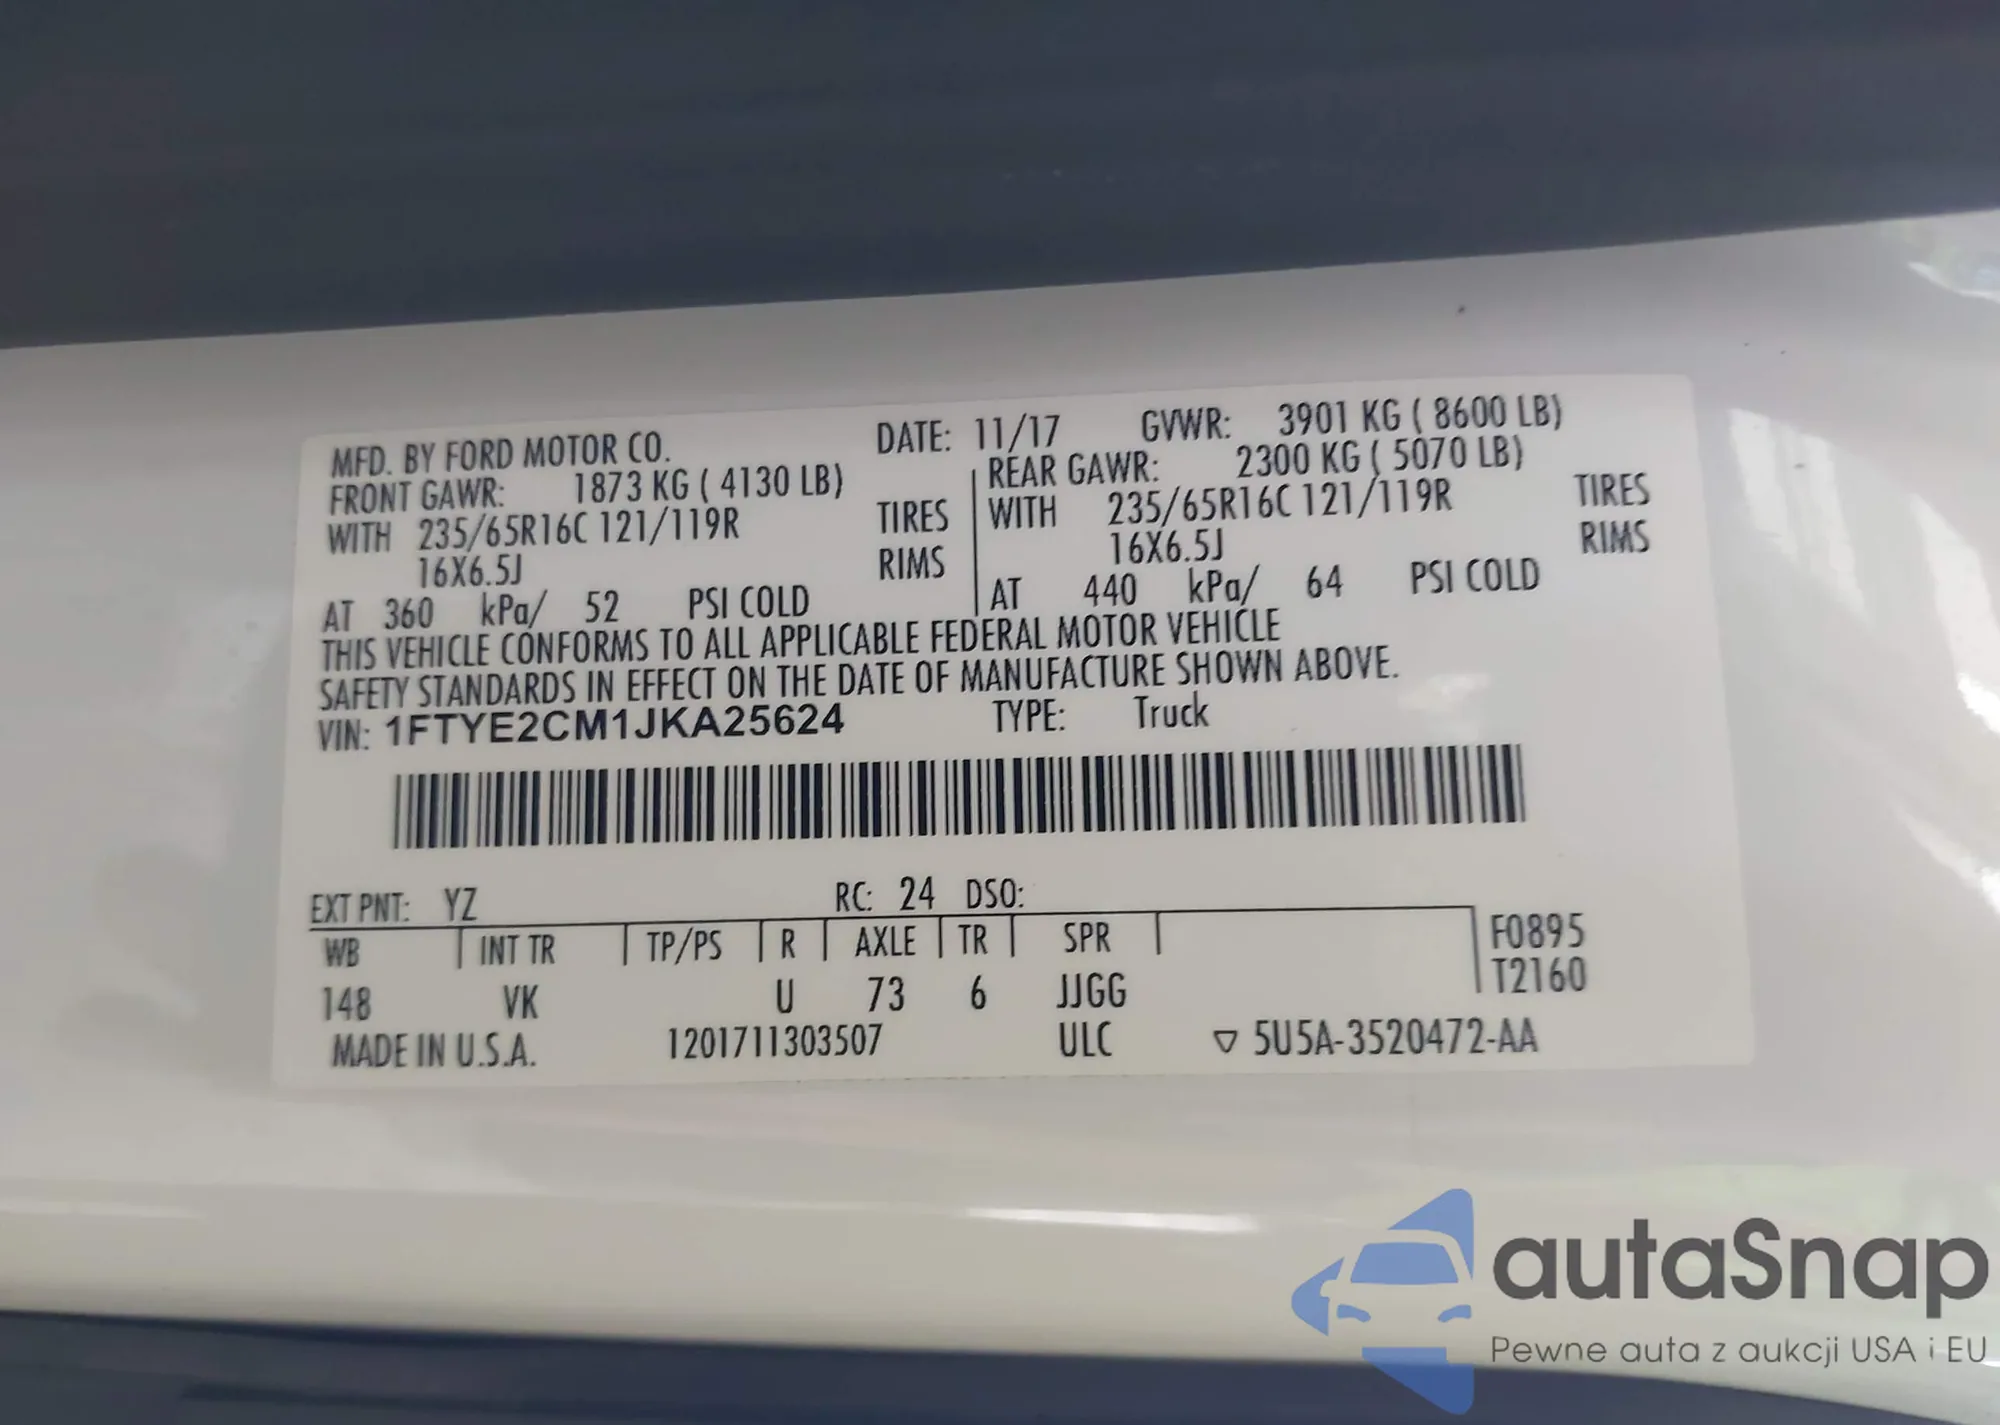 MFD. BY FORD MOTOR CO. DATE: 11/17 GVWR: 3901 KG ( 8600 LB)
FRONT GAWR: 1873 KG ( 4130 LB) REAR GAWR: 2300 KG ( 5070 LB)
WITH 235/65R16C 121/119R TIRES WITH 235/65R16C 121/119R TIRES
16X6.5J RIMS 16X6.5J RIMS
AT 360 kPa/ 52 PSI COLD AT 440 kPa/ 64 PSI COLD
THIS VEHICLE CONFORMS TO ALL APPLICABLE FEDERAL MOTOR VEHICLE
SAFETY STANDARDS IN EFFECT ON THE DATE OF MANUFACTURE SHOWN ABOVE.
VIN: 1FTYE2CM1JKA25624 TYPE: Truck
EXT PNT: YZ RC: 24 DSO:
WB INT TR TP/PS R AXLE TR SPR F0895
T2160
148 VK U 73 6 JJGG
MADE IN U.S.A. 1201711303507 ULC ▽ 5U5A-3520472-AA
autaSnap
Pewne auta z aukcji USA i EU